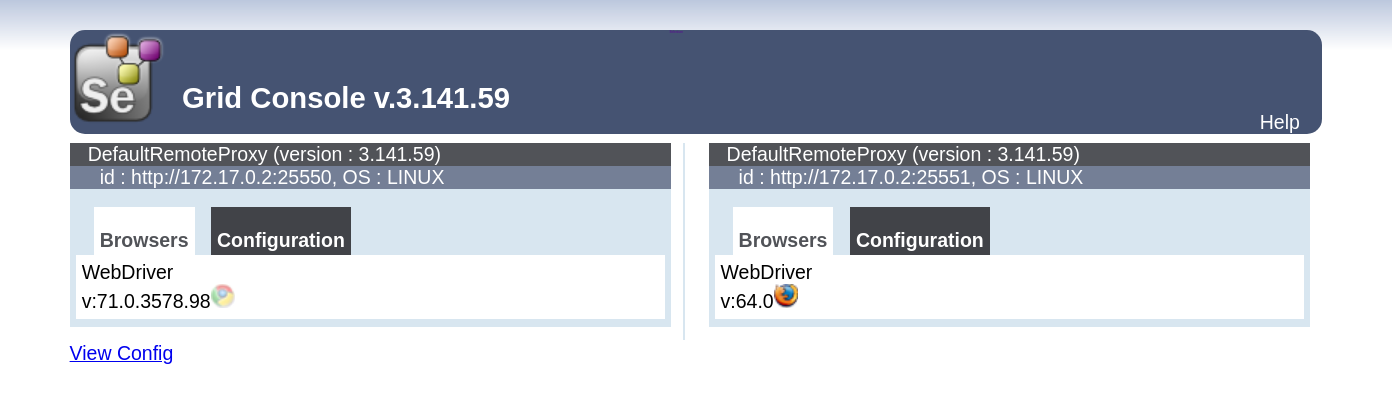 Se
Grid Console v.3.141.59
Help
DefaultRemoteProxy (version : 3.141.59)
id : http://172.17.0.2:25550, OS : LINUX
Browsers Configuration
WebDriver
v:71.0.3578.98
DefaultRemoteProxy (version : 3.141.59)
id : http://172.17.0.2:25551, OS : LINUX
Browsers Configuration
WebDriver
v:64.0
View Config